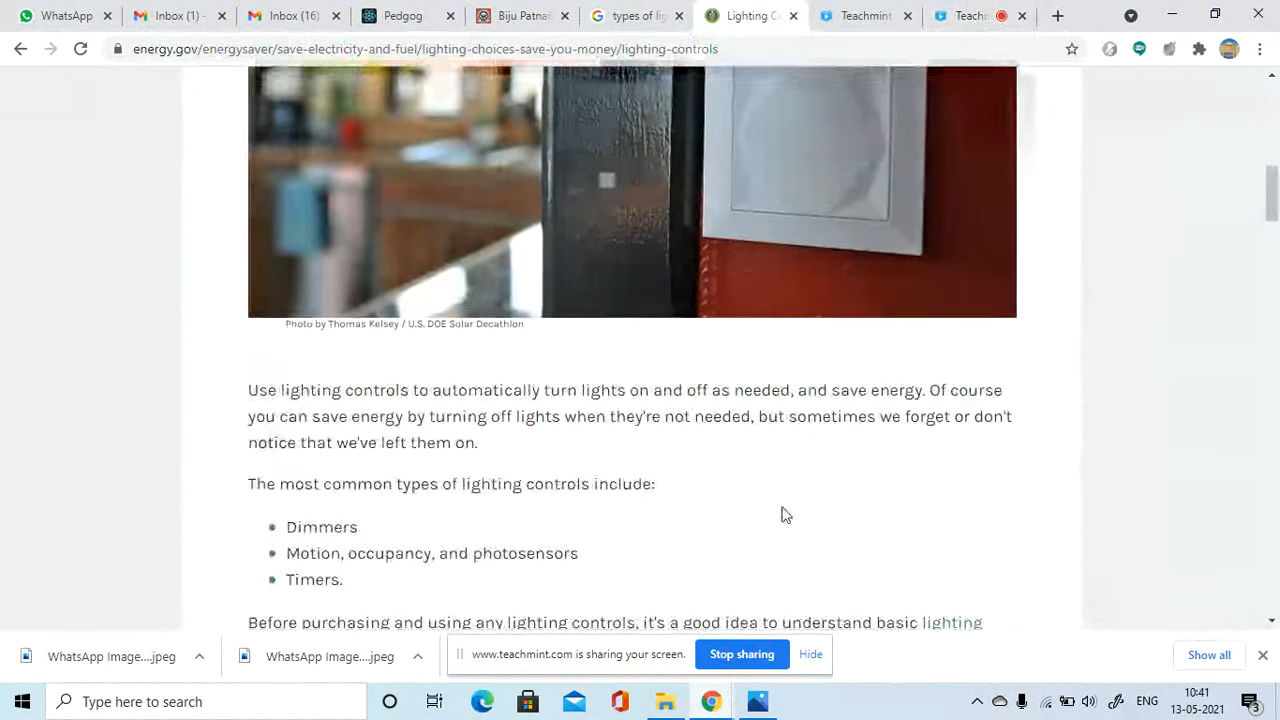 WhatsApp
Inbox (1) -
Inbox (16)
Pedgog
Biju Patna
types of lig
Lighting C
Teachmint
Teachn
energy.gov/energysaver/save-electricity-and-fuel/lighting-choices-save-you-money/lighting-controls
Photo by Thomas Kelsey / U.S. DOE Solar Decathlon
Use lighting controls to automatically turn lights on and off as needed, and save energy. Of course
you can save energy by turning off lights when they're not needed, but sometimes we forget or don't
notice that we've left them on.
The most common types of lighting controls include:
Dimmers
Motion, occupancy, and photosensors
Timers.
Before purchasing and using any lighting controls, it's a good idea to understand basic lighting
WhatsApp Image....jpeg
WhatsApp Image....jpeg
www.teachmint.com is sharing your screen.
Stop sharing
Hide
Show all
Type here to search
ENG
10:41
13-05-2021
3